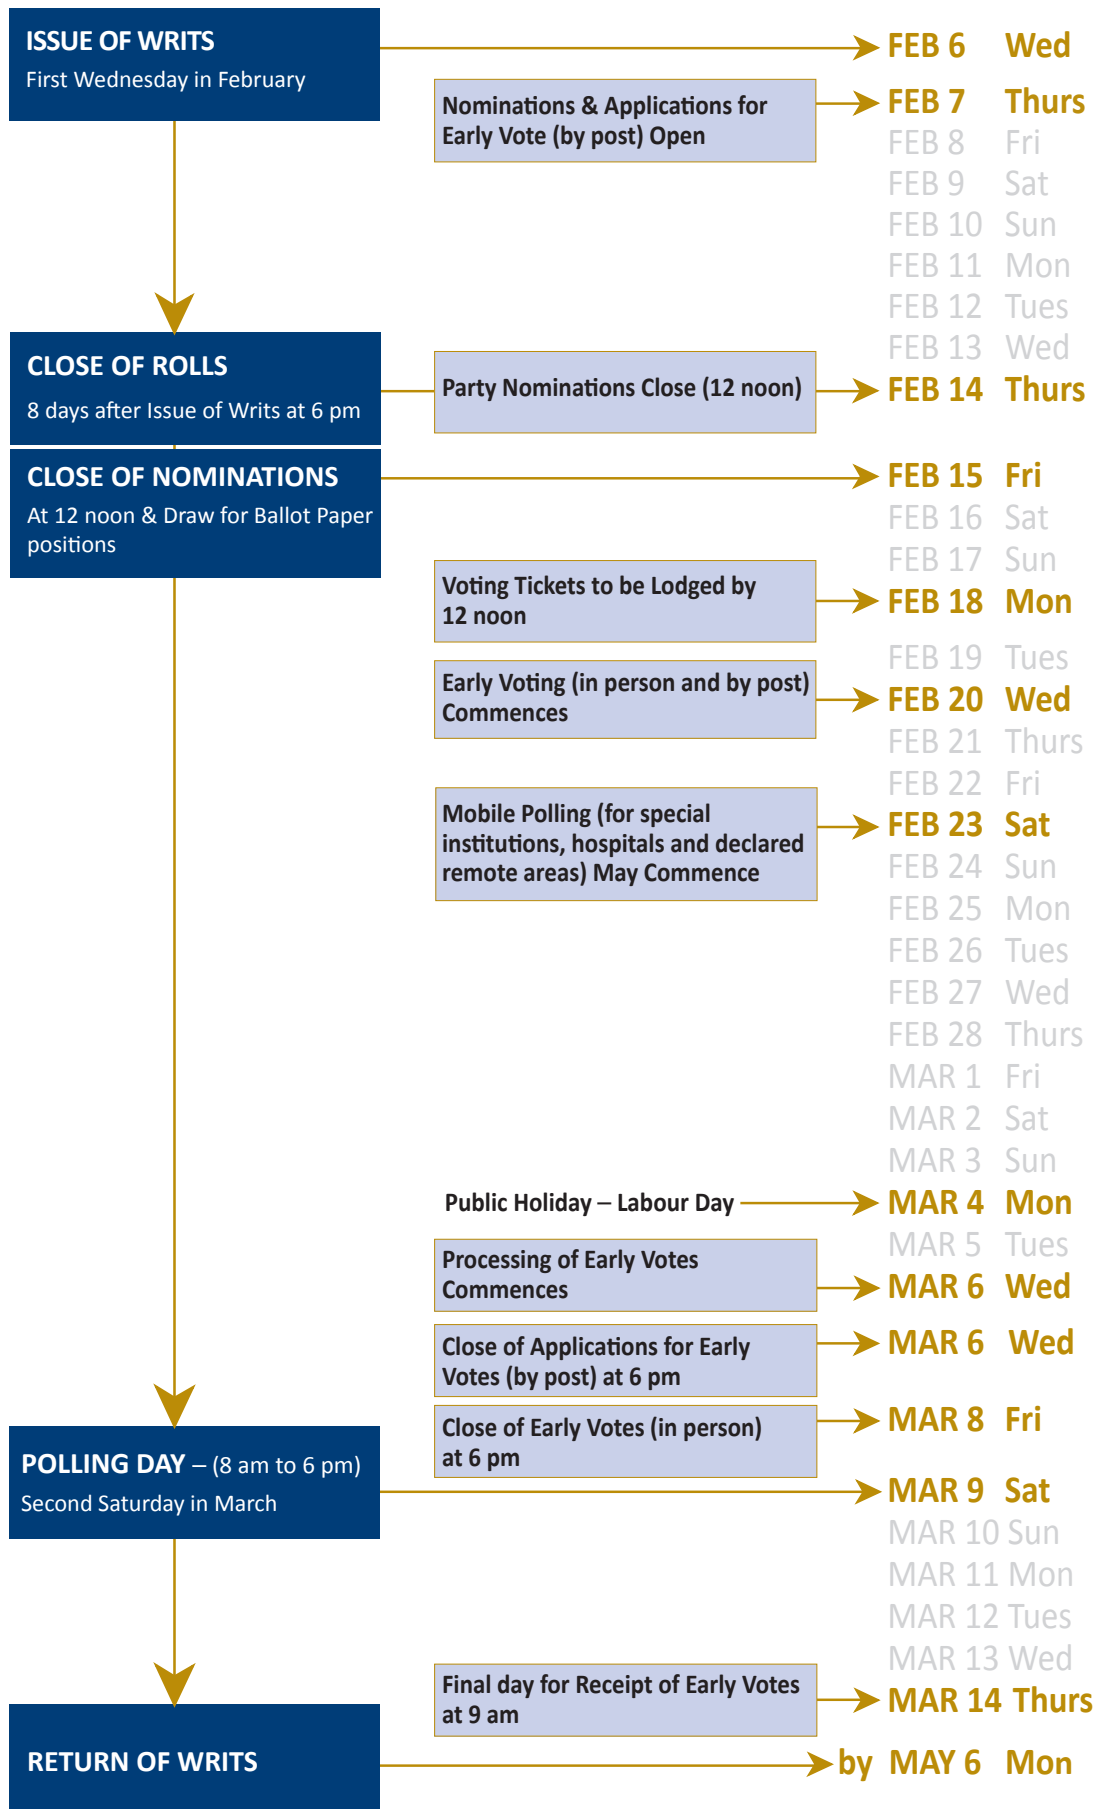 ISSUE OF WRITS
First Wednesday in February
FEB 6 Wed
Nominations & Applications for
Early Vote (by post) Open
FEB 7 Thurs
FEB 8 Fri
FEB 9 Sat
FEB 10 Sun
FEB 11 Mon
FEB 12 Tues
FEB 13 Wed
CLOSE OF ROLLS
8 days after Issue of Writs at 6 pm
Party Nominations Close (12 noon)
FEB 14 Thurs
CLOSE OF NOMINATIONS
At 12 noon & Draw for Ballot Paper
positions
FEB 15 Fri
FEB 16 Sat
FEB 17 Sun
Voting Tickets to be Lodged by
12 noon
FEB 18 Mon
FEB 19 Tues
Early Voting (in person and by post)
Commences
FEB 20 Wed
FEB 21 Thurs
FEB 22 Fri
Mobile Polling (for special
institutions, hospitals and declared
remote areas) May Commence
FEB 23 Sat
FEB 24 Sun
FEB 25 Mon
FEB 26 Tues
FEB 27 Wed
FEB 28 Thurs
MAR 1 Fri
MAR 2 Sat
MAR 3 Sun
Public Holiday – Labour Day
MAR 4 Mon
MAR 5 Tues
Processing of Early Votes
Commences
MAR 6 Wed
Close of Applications for Early
Votes (by post) at 6 pm
MAR 6 Wed
Close of Early Votes (in person)
at 6 pm
MAR 8 Fri
POLLING DAY – (8 am to 6 pm)
Second Saturday in March
MAR 9 Sat
MAR 10 Sun
MAR 11 Mon
MAR 12 Tues
MAR 13 Wed
Final day for Receipt of Early Votes
at 9 am
MAR 14 Thurs
RETURN OF WRITS
by MAY 6 Mon